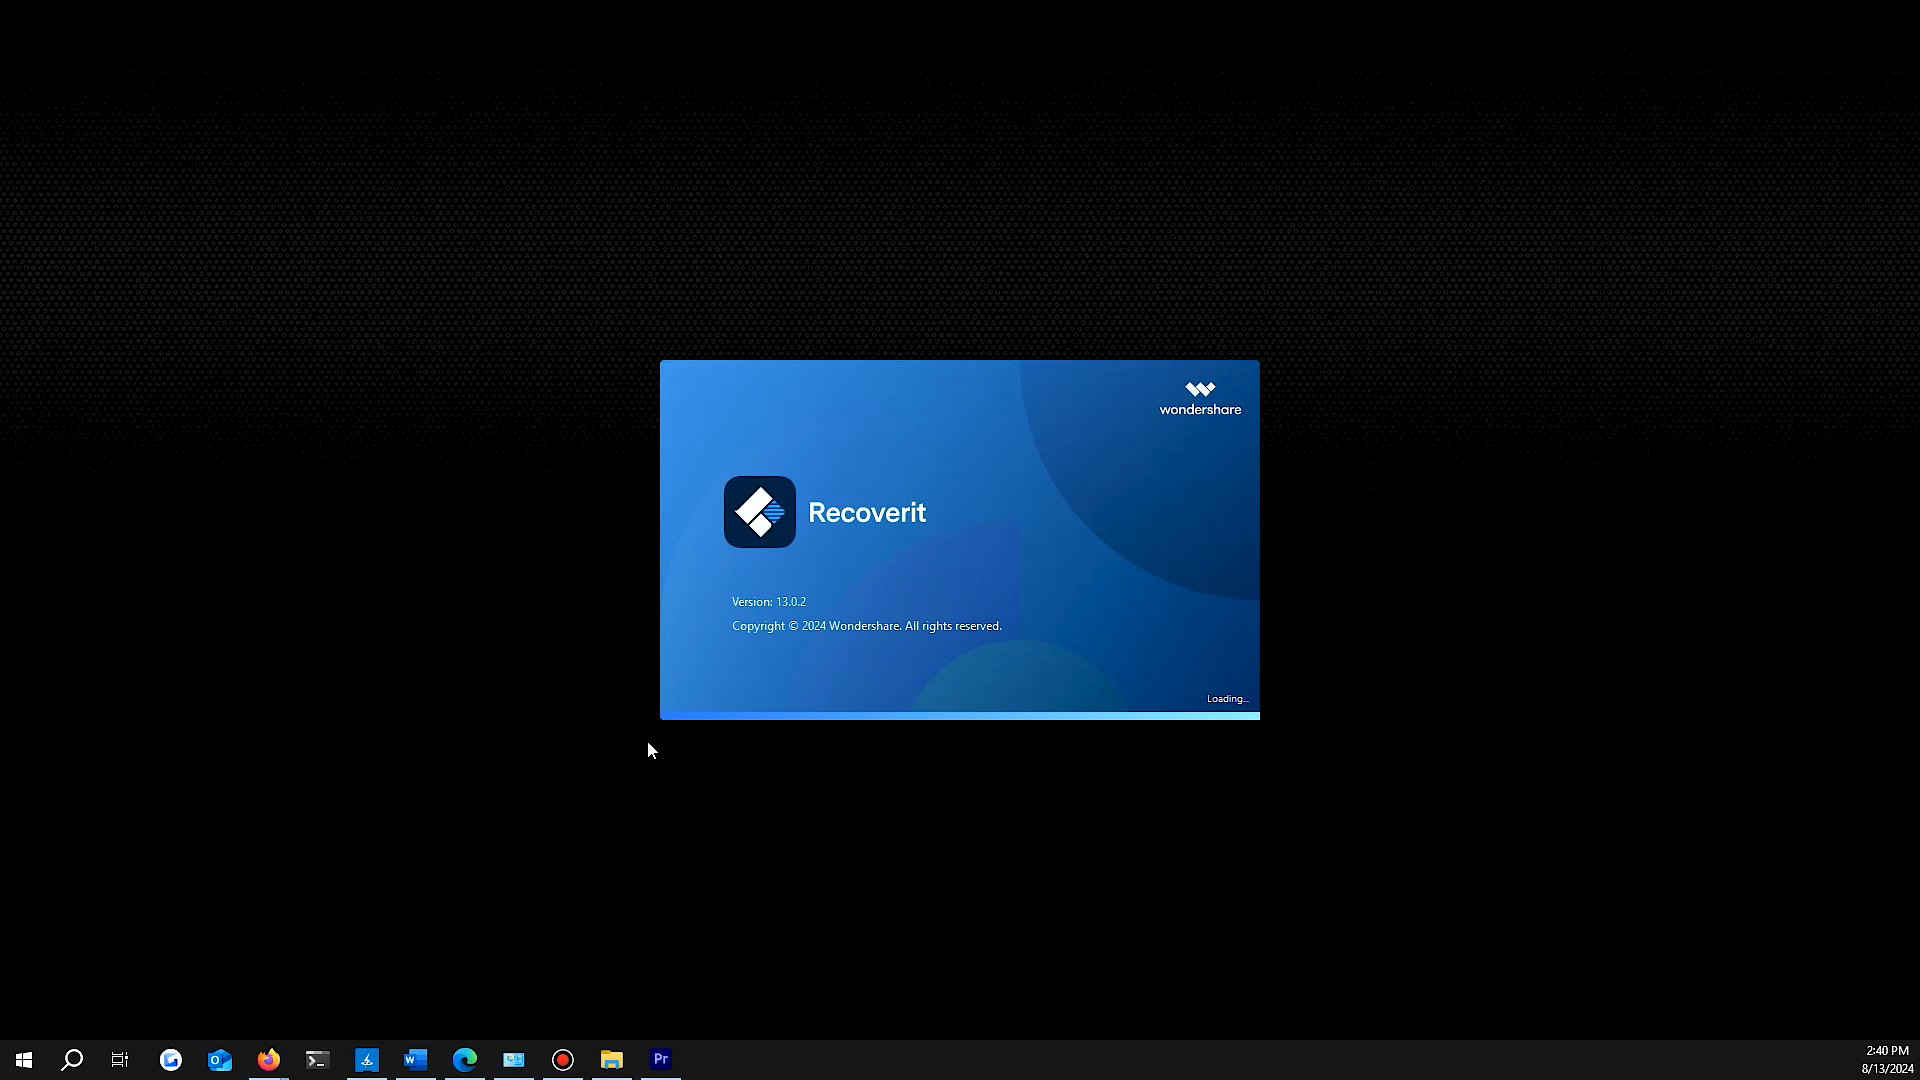 wondershare
Recoverit
Version: 13.0.2
Copyright © 2024 Wondershare. All rights reserved.
Loading...
Pr
2:40 PM
8/13/2024